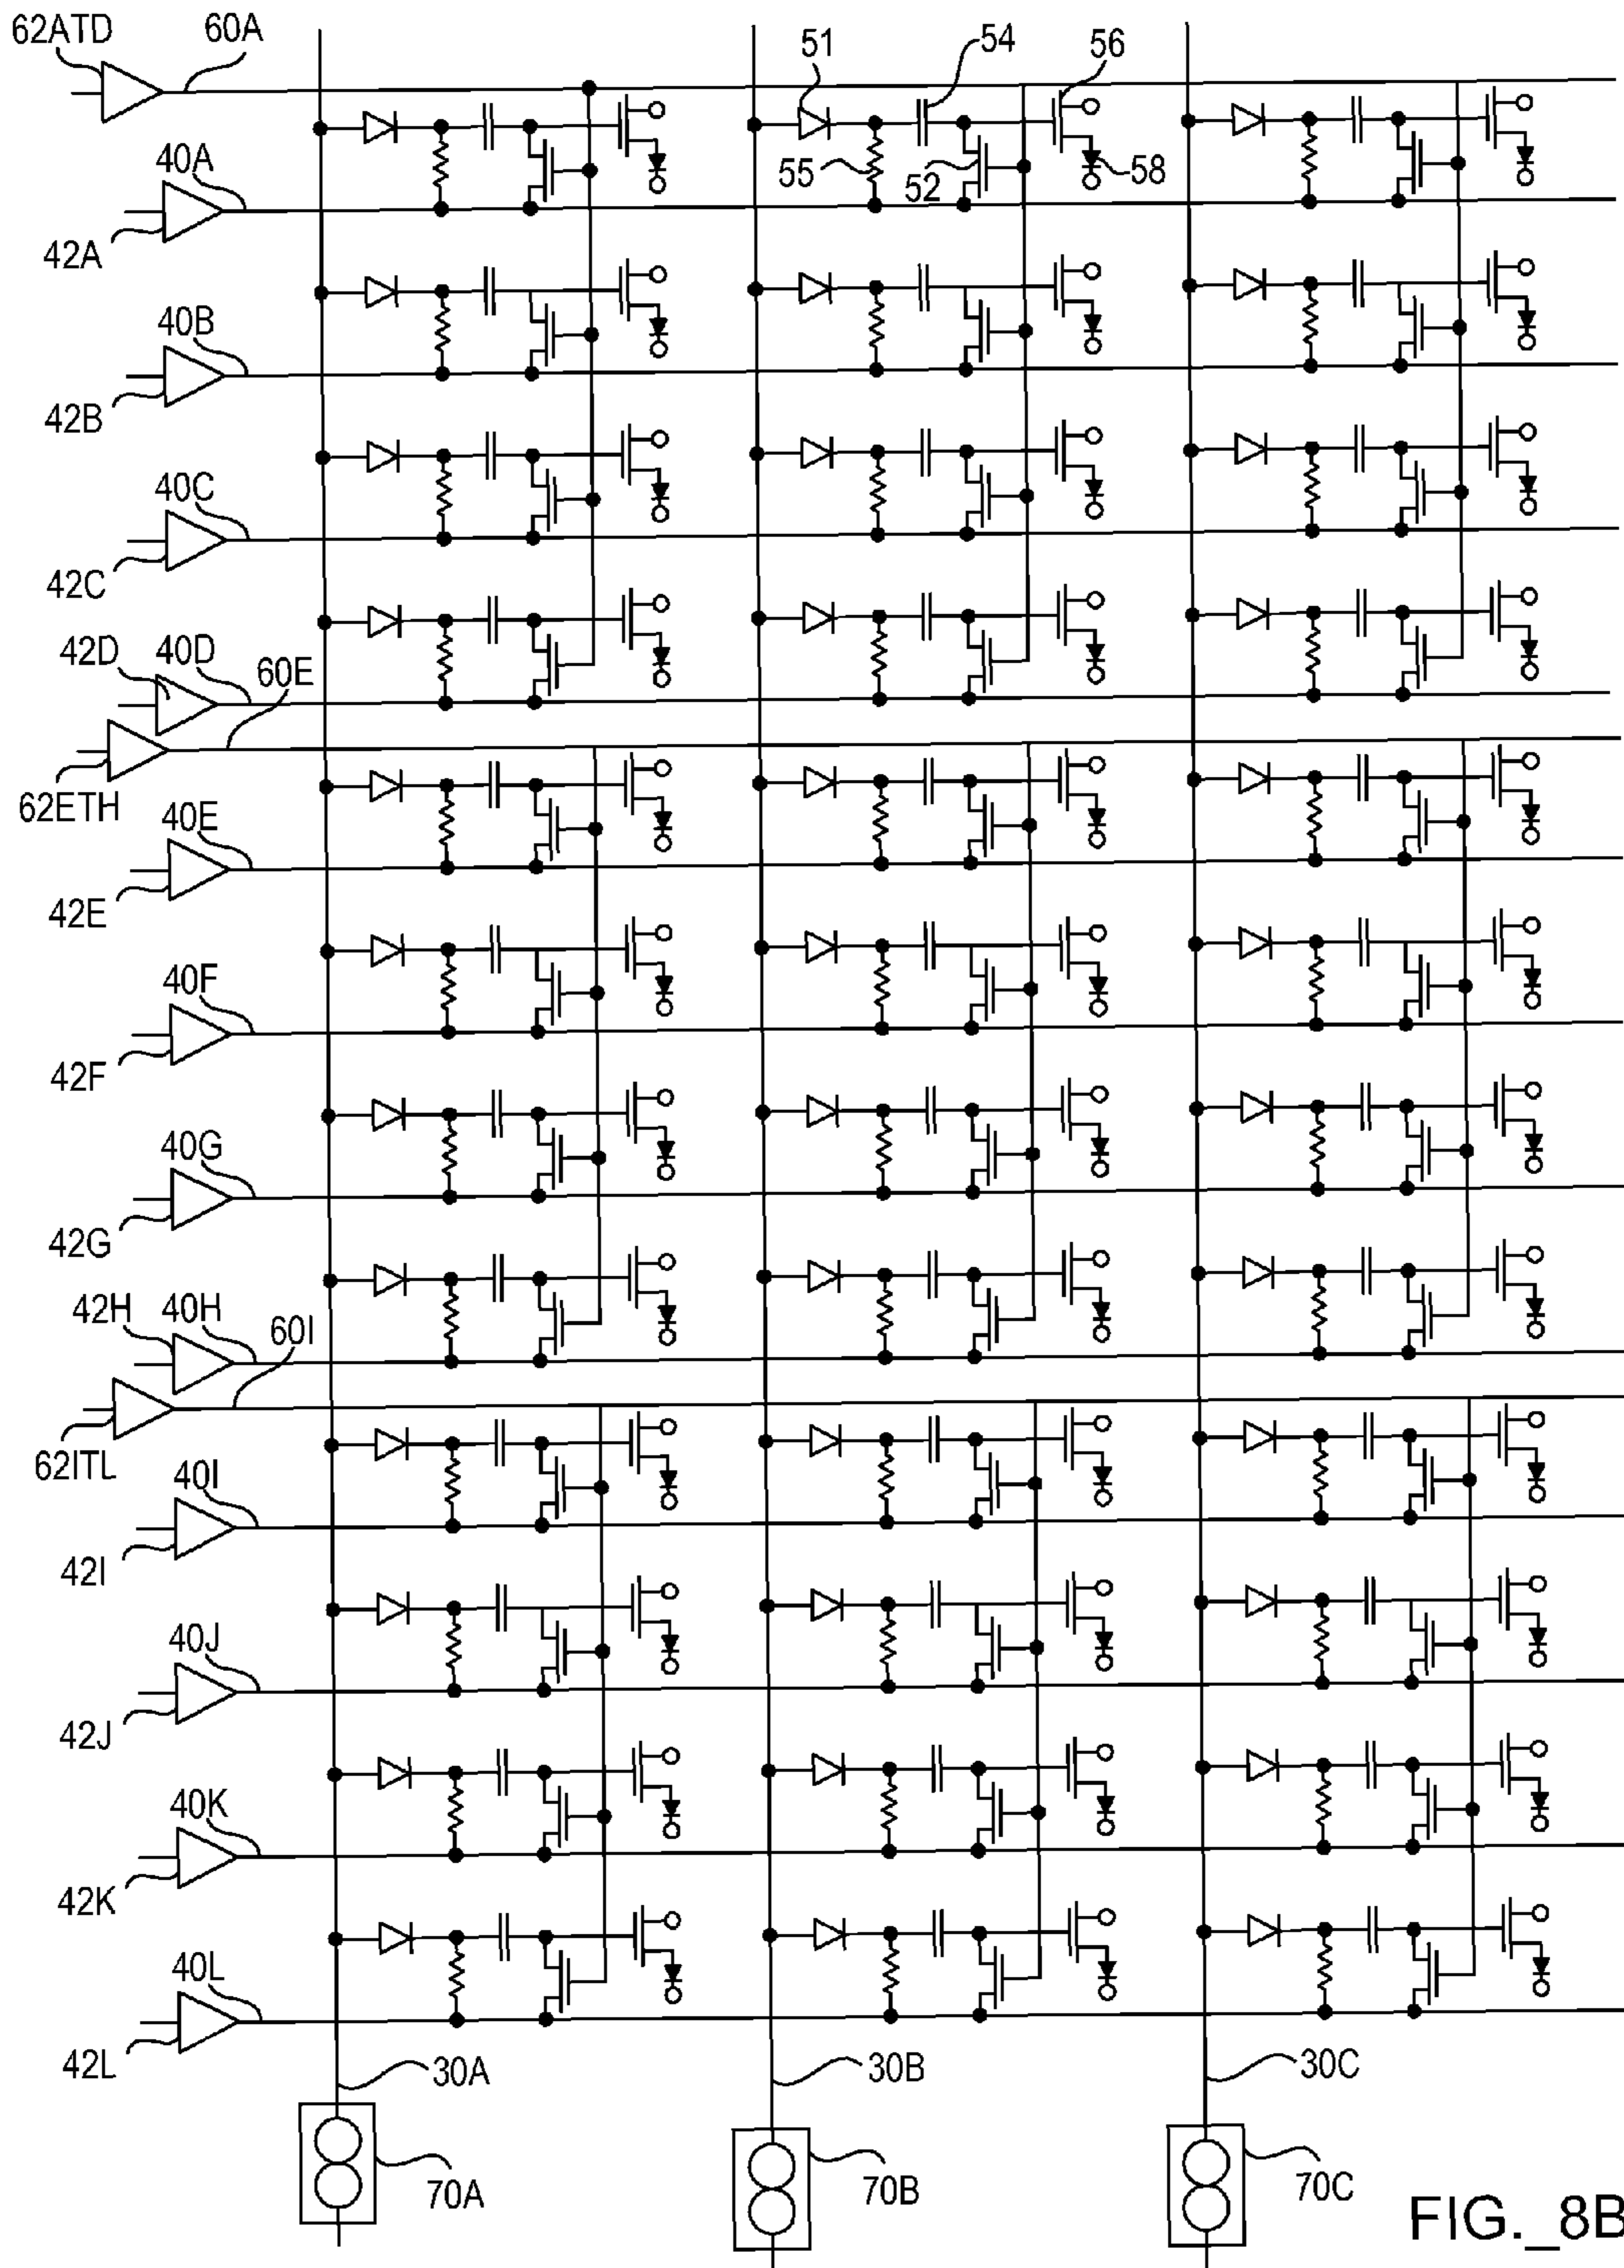 62ATD 60A 51 54 56
40A 55 52 58
42A
40B
42B
40C
42C
42D 40D 60E
62ETH 40E
42E
40F
42F
40G
42G
42H 40H 60I
62ITL 40I
42I
40J
42J
40K
42K
40L
42L 30A 30B 30C
70A 70B 70C
FIG._8B